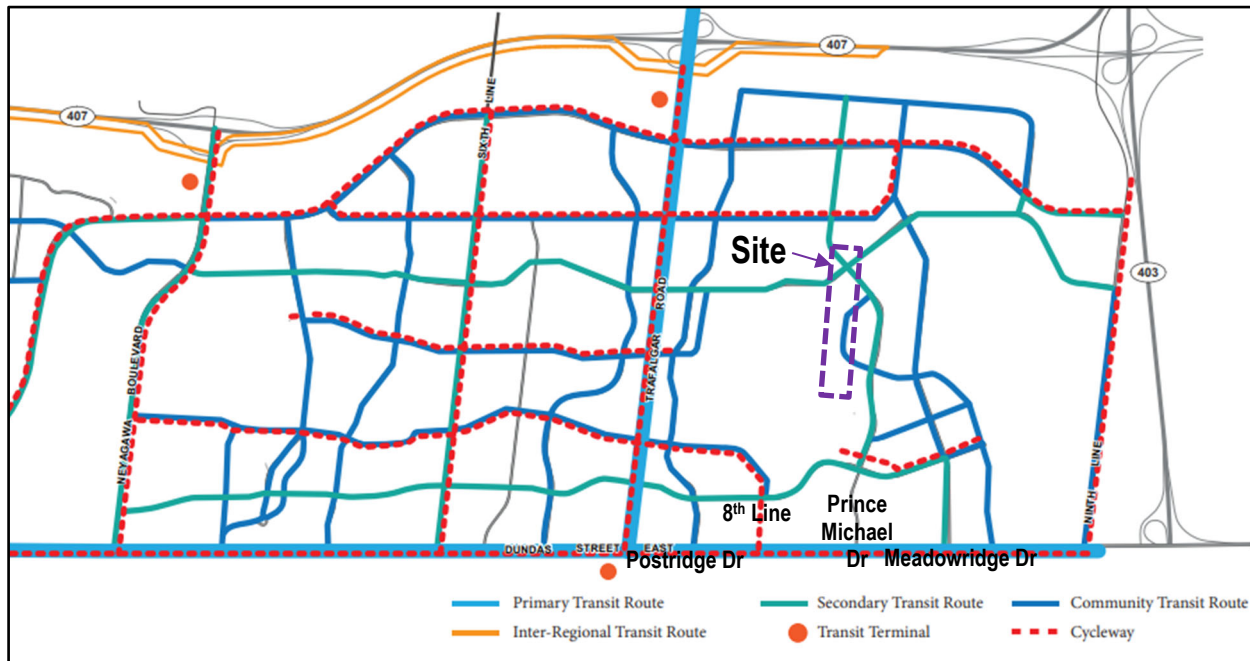 407
407
SIXTH LINE
Site
403
NEYAGAWA BOULEVARD
TRAFALGAR ROAD
NINTH LINE
8th Line
Prince
Michael
Dr
DUNDAS STREET EAST
Postridge Dr
Meadowridge Dr
Primary Transit Route
Secondary Transit Route
Community Transit Route
Inter-Regional Transit Route
Transit Terminal
Cycleway